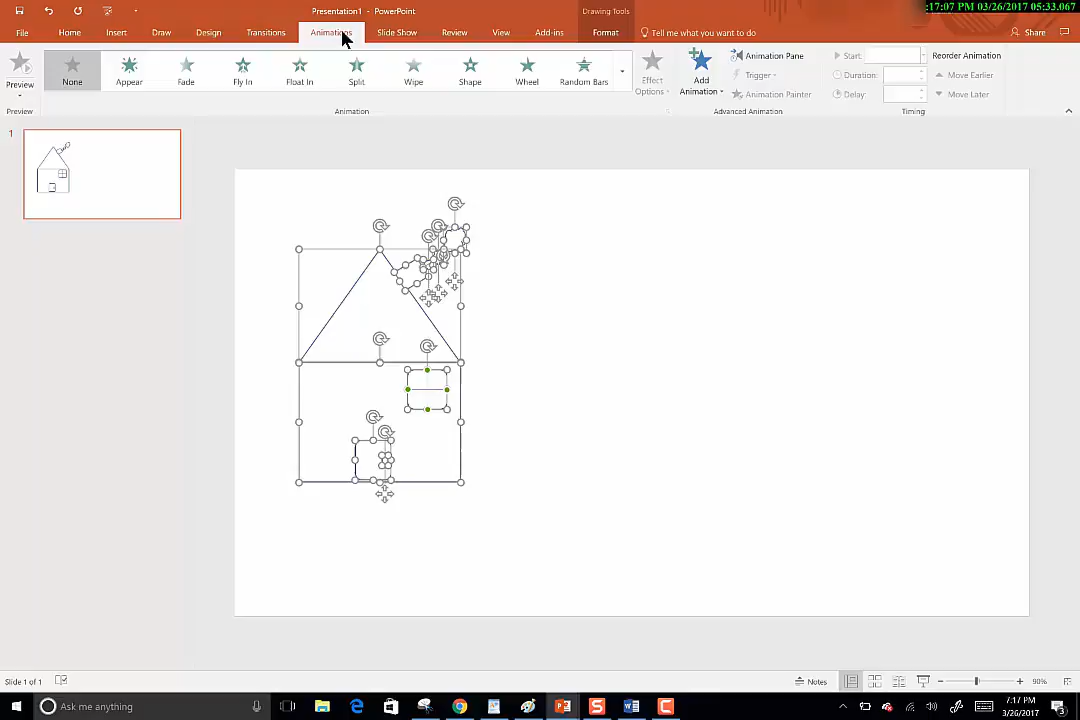 :17:07 PM 03/26/2017 05:33.067
Presentation1 - PowerPoint
Drawing Tools
File Home Insert Draw Design Transitions Animations Slide Show Review View Add-ins Format Tell me what you want to do Share
Preview
None Appear Fade Fly In Float In Split Wipe Shape Wheel Random Bars
Effect Options
Add Animation
Animation Pane
Trigger
Animation Painter
Start:
Duration:
Delay:
Reorder Animation
Move Earlier
Move Later
Preview Animation Advanced Animation Timing
1
Slide 1 of 1
Notes
90%
Ask me anything
7:17 PM
3/26/2017
3